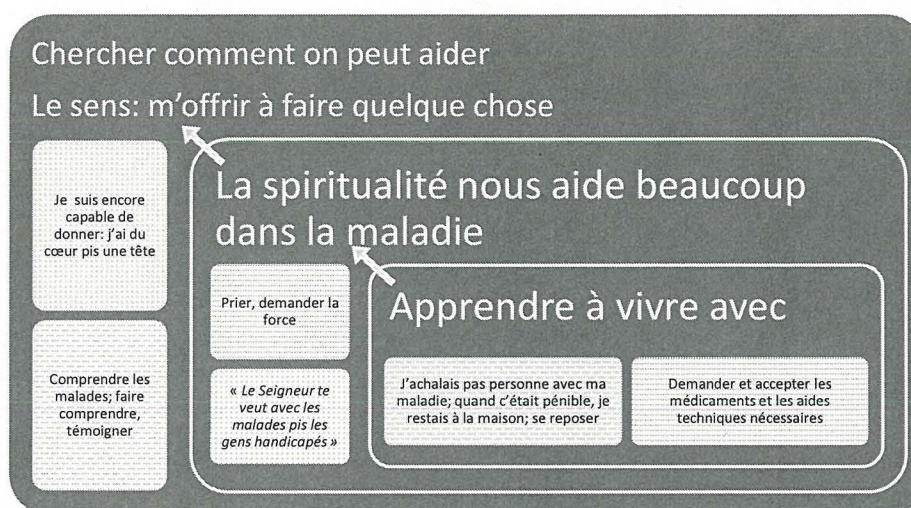 Chercher comment on peut aider
Le sens: m'offrir à faire quelque chose
Je suis encore
capable de
donner: j'ai du
cœur pis une tête
Comprendre les
malades; faire
comprendre,
témoigner
La spiritualité nous aide beaucoup
dans la maladie
Prier, demander la
force
« Le Seigneur te
veut avec les
malades pis les
gens handicapés »
Apprendre à vivre avec
J'achalais pas personne avec ma
maladie; quand c'était pénible, je
restais à la maison; se reposer
Demander et accepter les
médicaments et les aides
techniques nécessaires